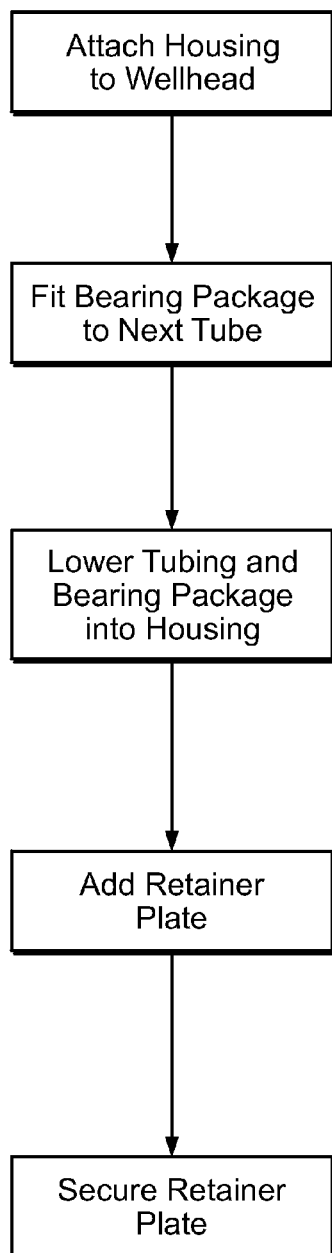 Attach Housing
to Wellhead
Fit Bearing Package
to Next Tube
Lower Tubing and
Bearing Package
into Housing
Add Retainer
Plate
Secure Retainer
Plate